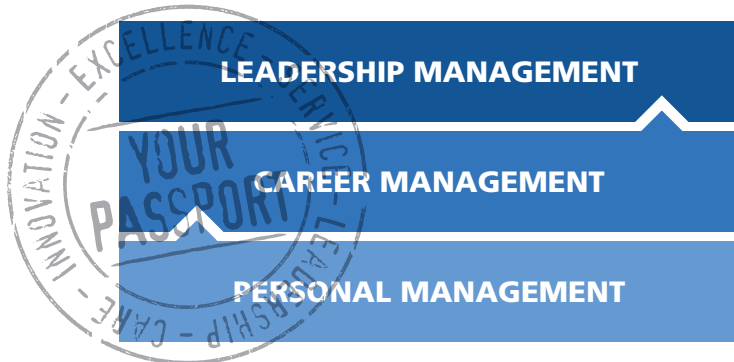 LEADERSHIP MANAGEMENT
CAREER MANAGEMENT
PERSONAL MANAGEMENT
INNOVATION - EXCELLENCE - SERVICE - LEADERSHIP - CARE -
YOUR
PASSPORT